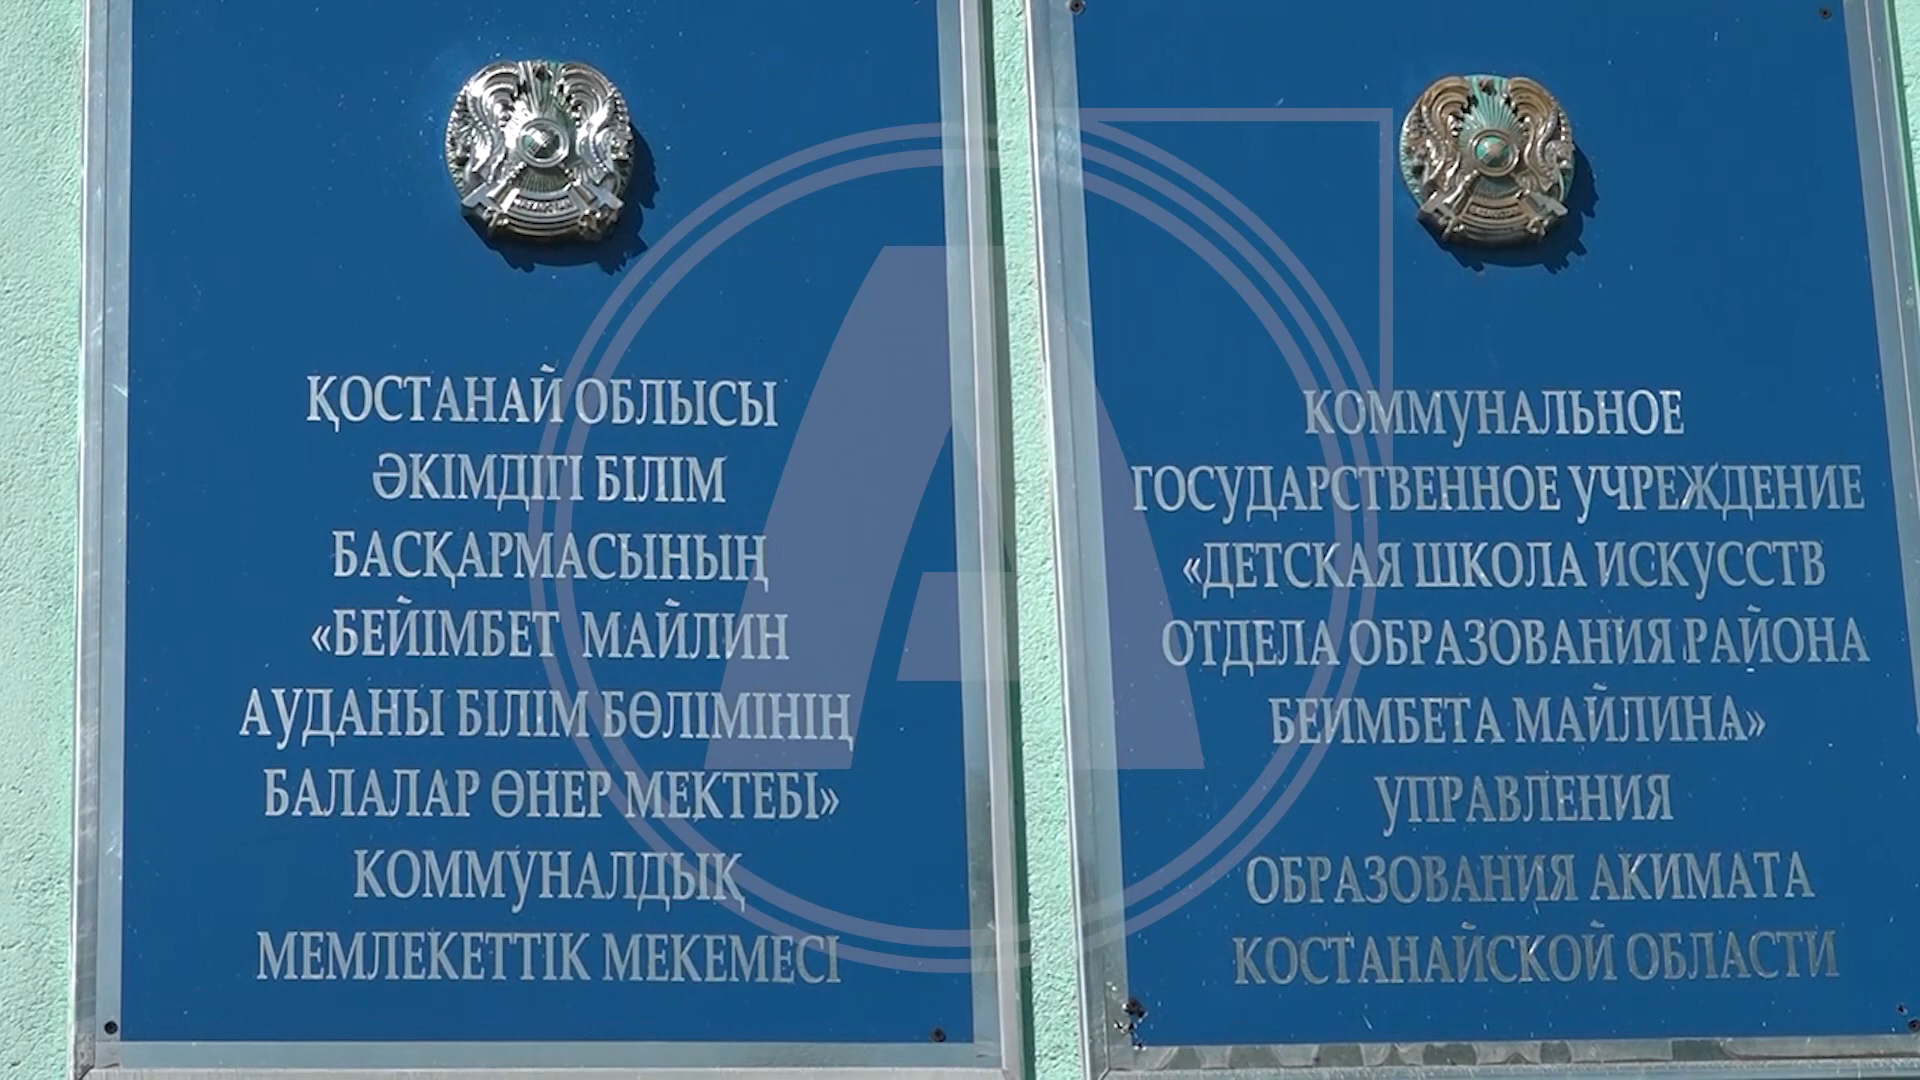 ҚОСТАНАЙ ОБЛЫСЫ
ӘКІМДІГІ БІЛІМ
БАСҚАРМАСЫНЫҢ
«БЕЙІМБЕТ МАЙЛИН
АУДАНЫ БІЛІМ БӨЛІМІНІҢ
БАЛАЛАР ӨНЕР МЕКТЕБІ»
КОММУНАЛДЫҚ
МЕМЛЕКЕТТІК МЕКЕМЕСІ
КОММУНАЛЬНОЕ
ГОСУДАРСТВЕННОЕ УЧРЕЖДЕНИЕ
«ДЕТСКАЯ ШКОЛА ИСКУССТВ
ОТДЕЛА ОБРАЗОВАНИЯ РАЙОНА
БЕИМБЕТА МАЙЛИНА»
УПРАВЛЕНИЯ
ОБРАЗОВАНИЯ АКИМАТА
КОСТАНАЙСКОЙ ОБЛАСТИ